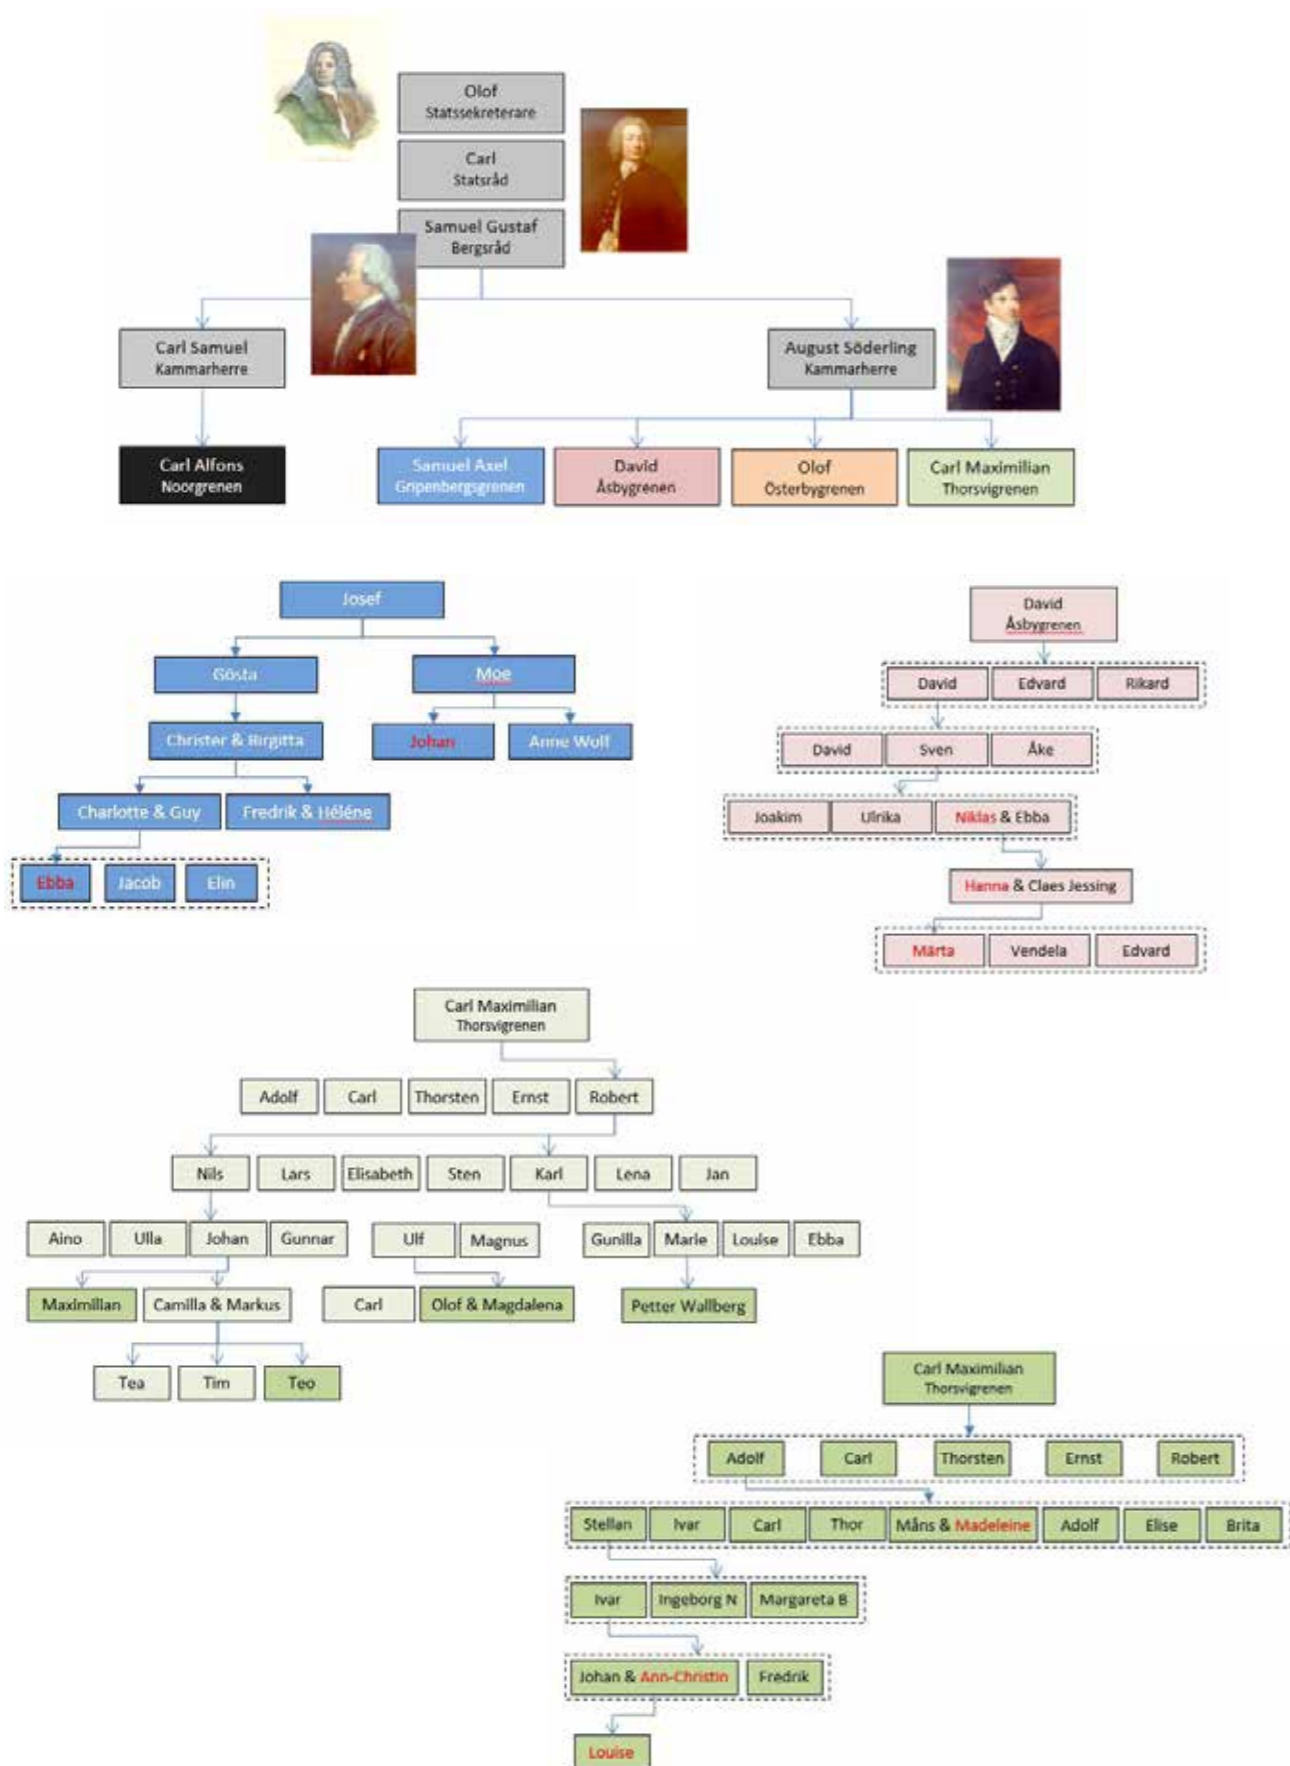 Olof
Statssekreterare
Carl
Statsråd
Samuel Gustaf
Bergsråd
Carl Samuel
Kammarherre
August Söderling
Kammarherre
Carl Alfons
Noorgrenen
Samuel Axel
Gripenbergsgrenen
David
Åsbygrenen
Olof
Österbygrenen
Carl Maximilian
Thorsvigrenen
Josef
Gösta
Moe
Christer & Birgitta
Johan
Anne Wolf
Charlotte & Guy
Fredrik & Héléne
Ebba
Jacob
Elin
David
Åsbygrenen
David
Edvard
Rikard
David
Sven
Åke
Joakim
Ulrika
Niklas & Ebba
Hanna & Claes Jessing
Märta
Vendela
Edvard
Carl Maximilian
Thorsvigrenen
Adolf
Carl
Thorsten
Ernst
Robert
Nils
Lars
Elisabeth
Sten
Karl
Lena
Jan
Aino
Ulla
Johan
Gunnar
Ulf
Magnus
Gunilla
Marie
Louise
Ebba
Maximilian
Camilla & Markus
Carl
Olof & Magdalena
Petter Wallberg
Tea
Tim
Teo
Carl Maximilian
Thorsvigrenen
Adolf
Carl
Thorsten
Ernst
Robert
Stellan
Ivar
Carl
Thor
Måns & Madeleine
Adolf
Elise
Brita
Ivar
Ingeborg N
Margareta B
Johan & Ann-Christin
Fredrik
Louise